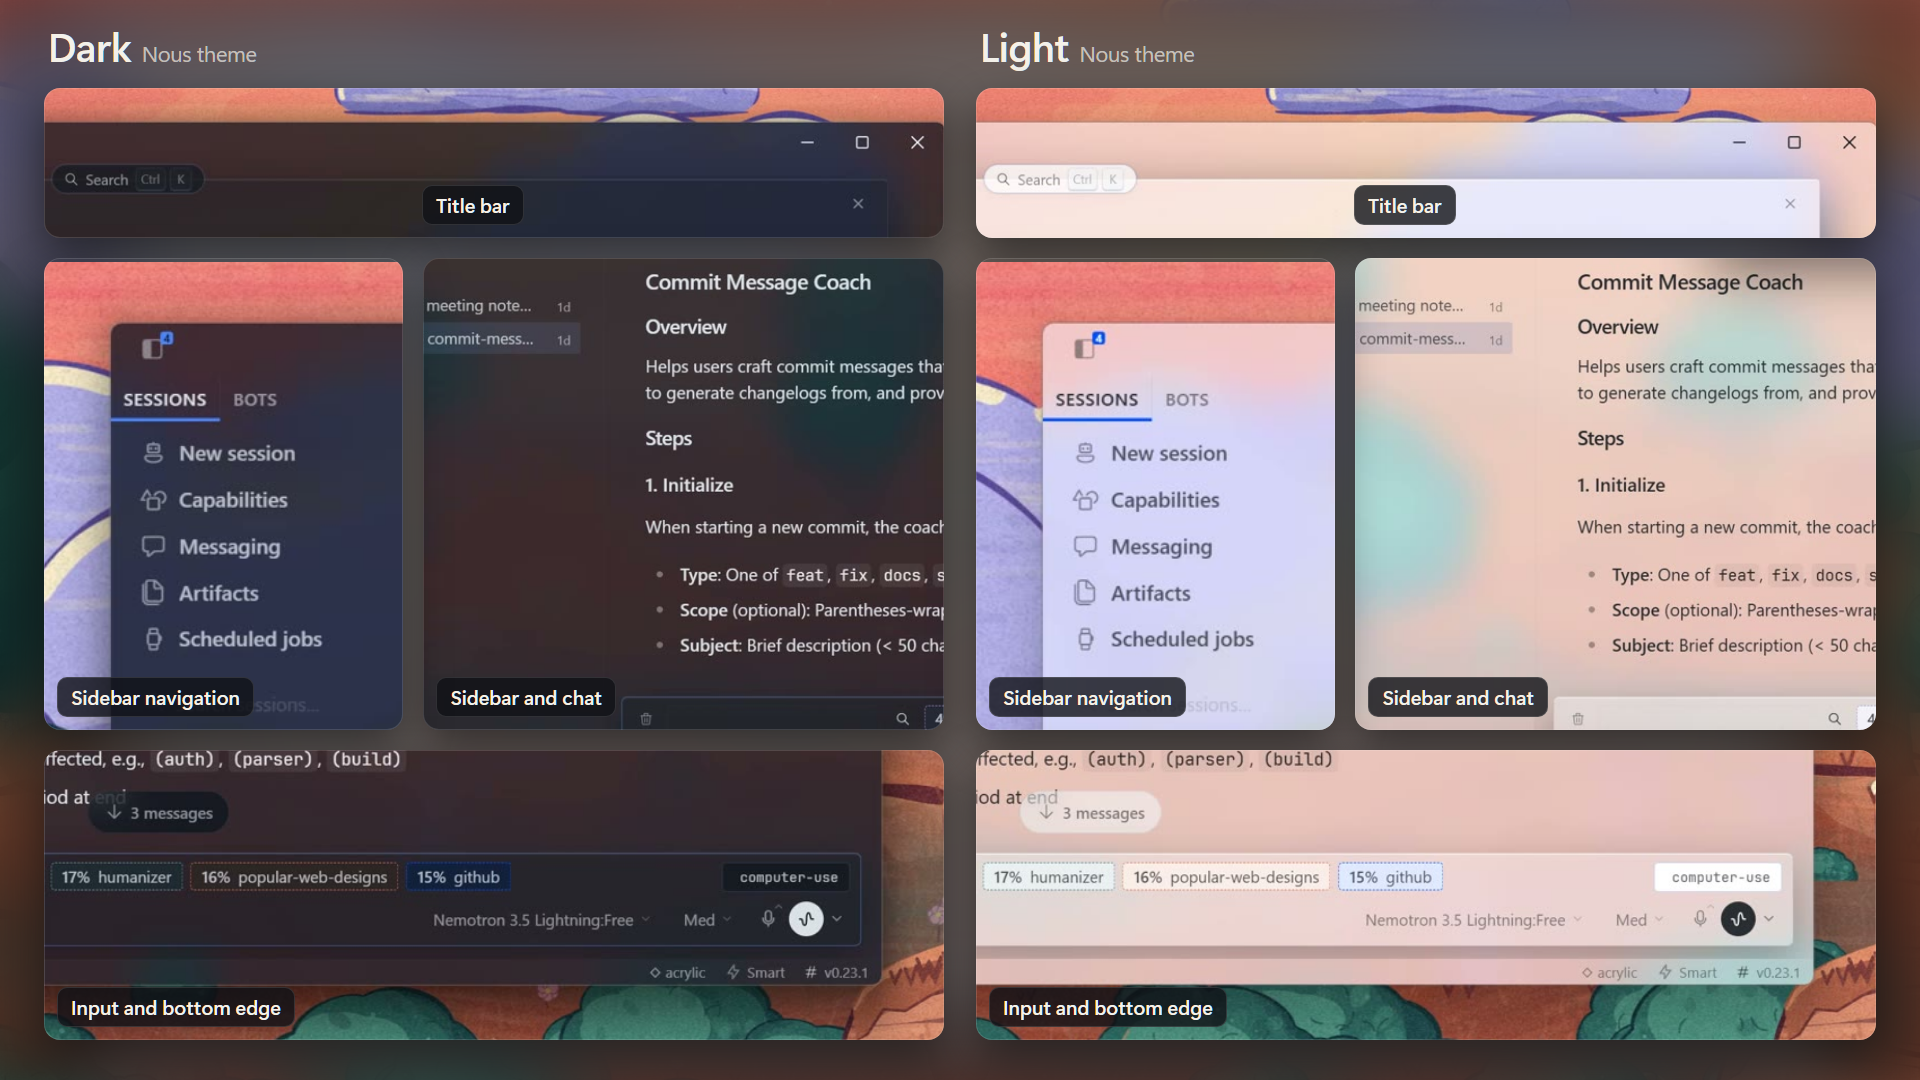 Dark Nous theme
Search Ctrl K
Title bar
4
SESSIONS BOTS
New session
Capabilities
Messaging
Artifacts
Scheduled jobs
Sidebar navigation
ssions...
meeting note... 1d
commit-mess... 1d
Commit Message Coach
Overview
Helps users craft commit messages tha
to generate changelogs from, and prov
Steps
1. Initialize
When starting a new commit, the coach
• Type: One of feat, fix, docs, s
• Scope (optional): Parentheses-wrap
• Subject: Brief description (< 50 cha
Sidebar and chat
4
ffected, e.g., (auth), (parser), (build)
iod at end
3 messages
17% humanizer 16% popular-web-designs 15% github computer-use
Nemotron 3.5 Lightning:Free Med
acrylic Smart # v0.23.1
Input and bottom edge
Light Nous theme
Search Ctrl K
Title bar
4
SESSIONS BOTS
New session
Capabilities
Messaging
Artifacts
Scheduled jobs
Sidebar navigation
ssions...
meeting note... 1d
commit-mess... 1d
Commit Message Coach
Overview
Helps users craft commit messages tha
to generate changelogs from, and prov
Steps
1. Initialize
When starting a new commit, the coach
• Type: One of feat, fix, docs, s
• Scope (optional): Parentheses-wrap
• Subject: Brief description (< 50 cha
Sidebar and chat
4
ffected, e.g., (auth), (parser), (build)
iod at end
3 messages
17% humanizer 16% popular-web-designs 15% github computer-use
Nemotron 3.5 Lightning:Free Med
acrylic Smart # v0.23.1
Input and bottom edge